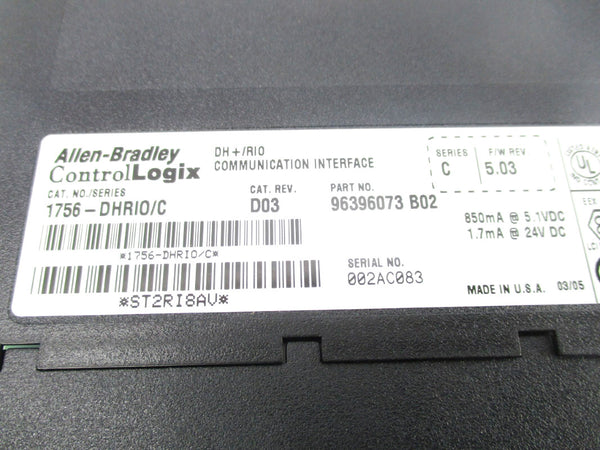 Allen-Bradley
ControlLogix
DH+/RIO
COMMUNICATION INTERFACE
SERIES
C
F/W REV
5.03
CAT. NO./SERIES
1756-DHRIO/C
CAT. REV.
D03
PART NO.
96396073 B02
850mA @ 5.1VDC
1.7mA @ 24V DC
*1756-DHRIO/C*
*ST2RI8AV*
SERIAL NO.
002AC083
MADE IN U.S.A. 03/05
UL
EEX